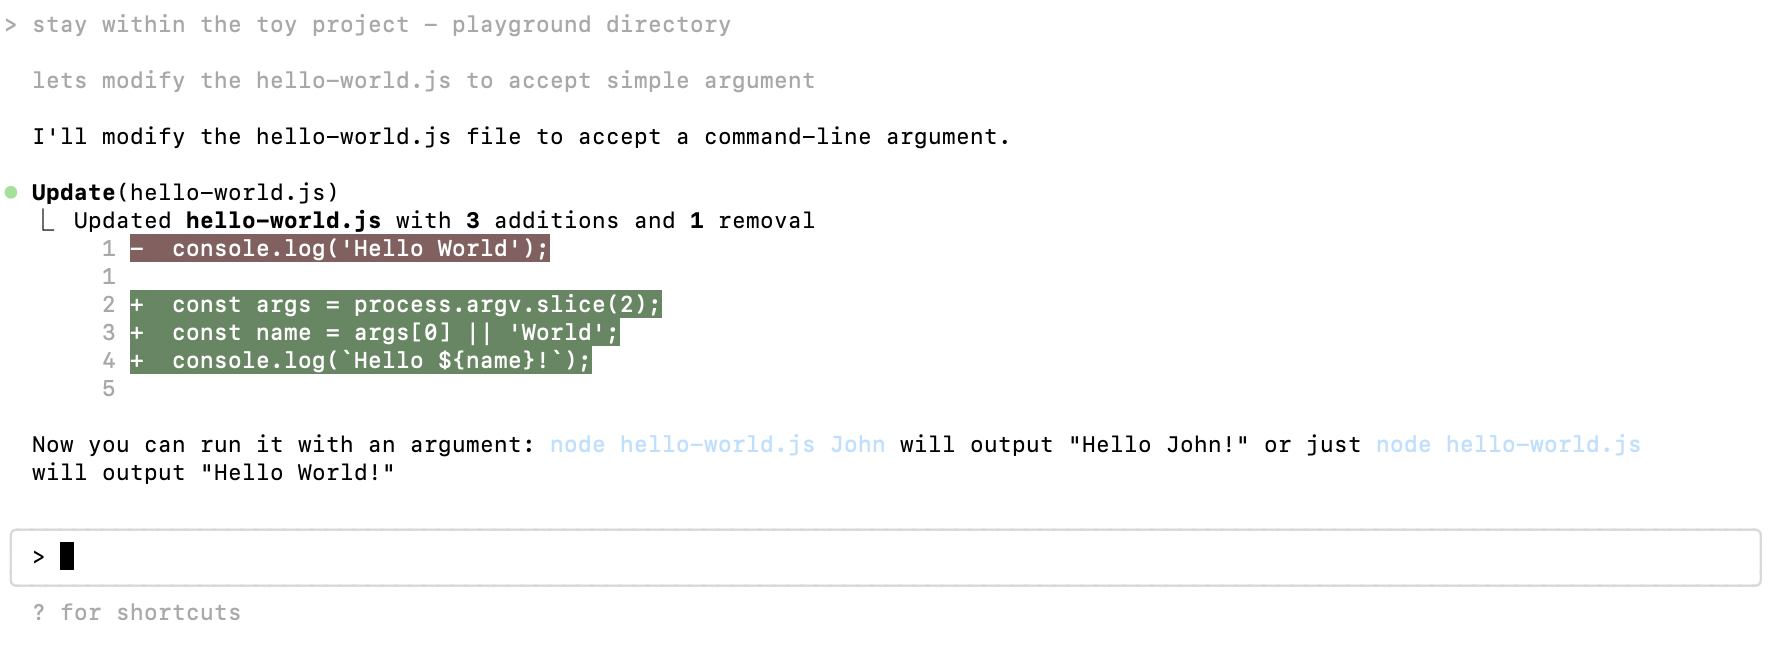 > stay within the toy project – playground directory
lets modify the hello-world.js to accept simple argument
I'll modify the hello-world.js file to accept a command-line argument.
Update(hello-world.js)
Updated hello-world.js with 3 additions and 1 removal
1 -  console.log('Hello World');
1
2 +  const args = process.argv.slice(2);
3 +  const name = args[0] || 'World';
4 +  console.log(`Hello ${name}!`);
5
Now you can run it with an argument: node hello-world.js John will output "Hello John!" or just node hello-world.js
will output "Hello World!"
>
? for shortcuts